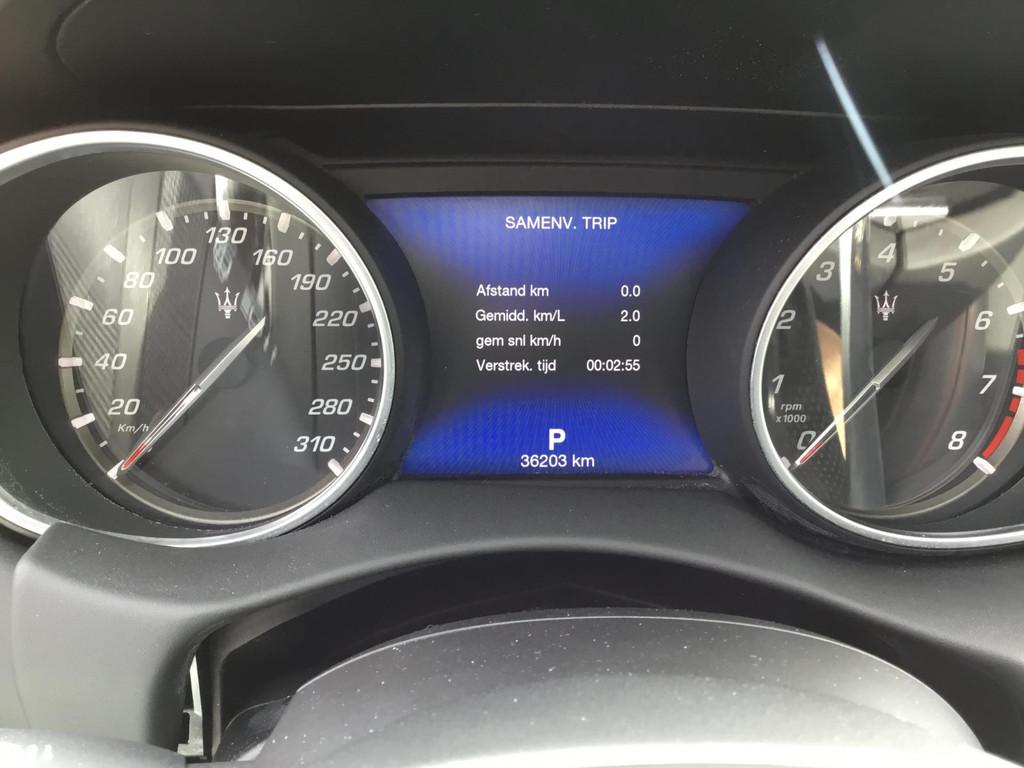 20
40
60
80
100
130
160
190
220
250
280
310
Km/h
SAMENV. TRIP
Afstand km 0.0
Gemidd. km/L 2.0
gem snl km/h 0
Verstrek. tijd 00:02:55
P
36203 km
0
1
2
3
4
5
6
7
8
rpm
x1000